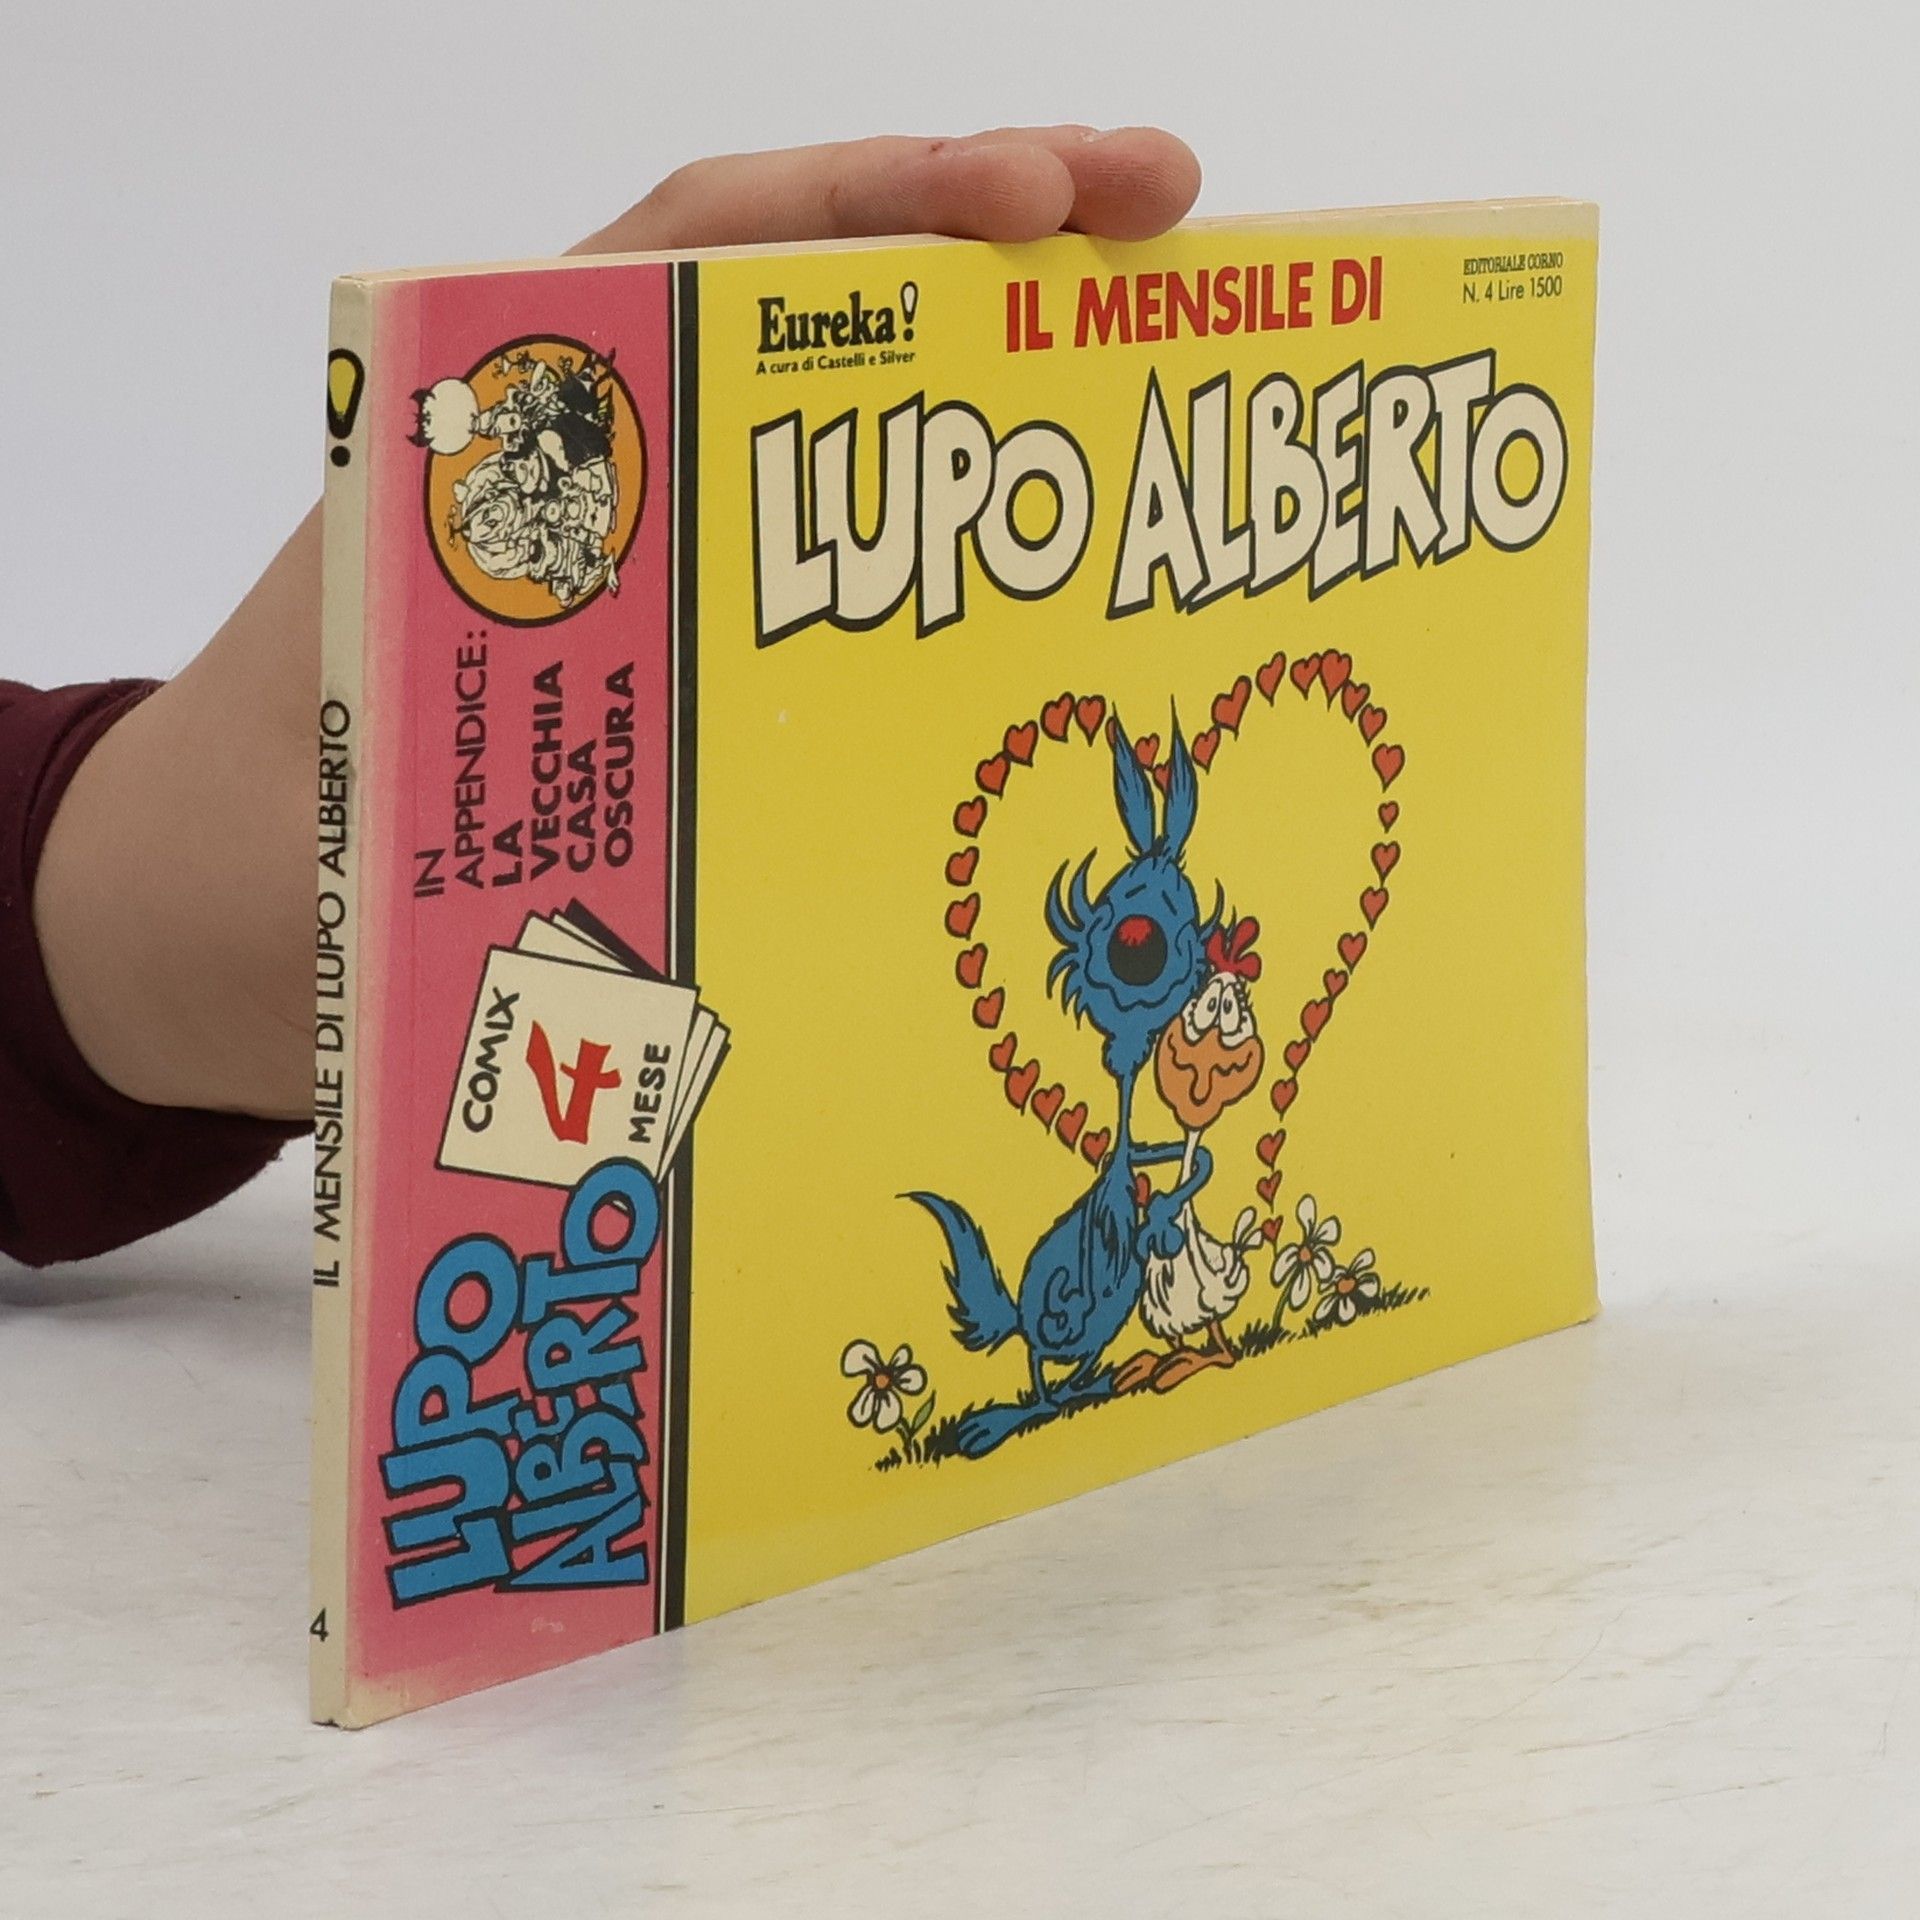 Eureka!
A cura di Castelli e Silver
IL MENSILE DI
EDITORIALE CORNO
N. 4 Lire 1500
LUPO ALBERTO
IN
APPENDICE:
LA
VECCHIA
CASA
OSCURA
COMIX
4
MESE
LUPO
ALBERTO
!
IL MENSILE DI LUPO ALBERTO
4